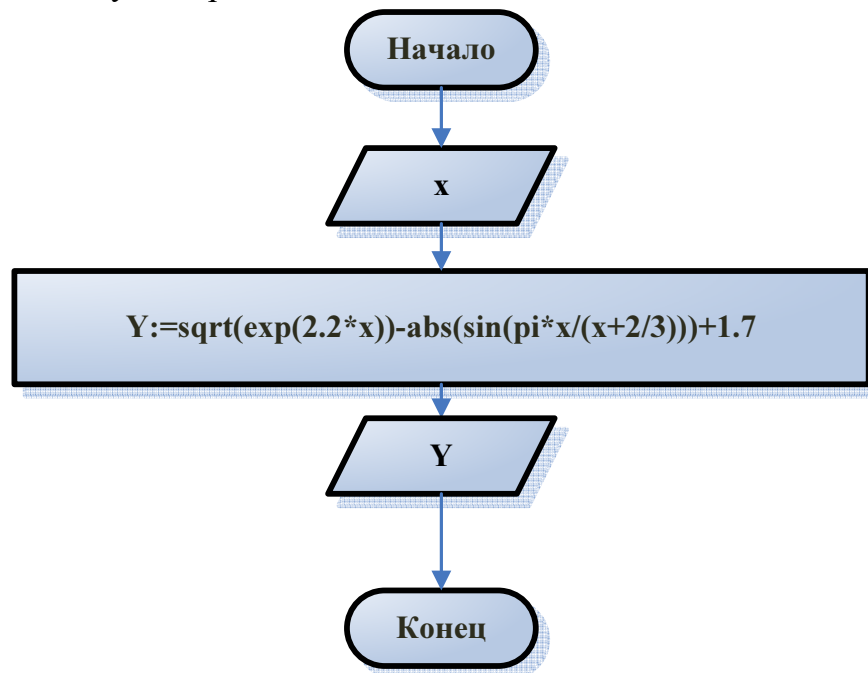 Начало
x
Y:=sqrt(exp(2.2*x))-abs(sin(pi*x/(x+2/3)))+1.7
Y
Конец